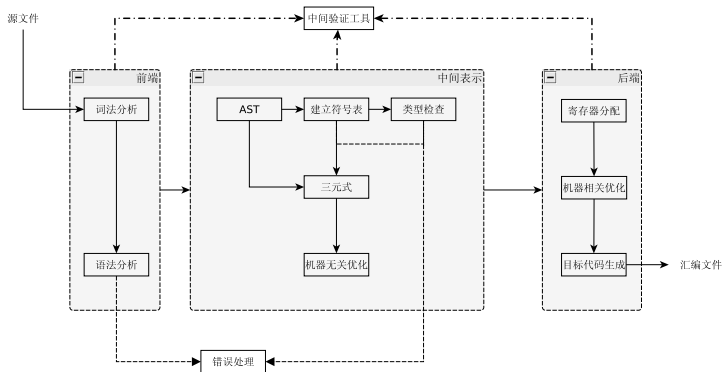 源文件
中间验证工具
前端
中间表示
后端
词法分析
AST
建立符号表
类型检查
寄存器分配
三元式
机器相关优化
语法分析
机器无关优化
目标代码生成
汇编文件
错误处理